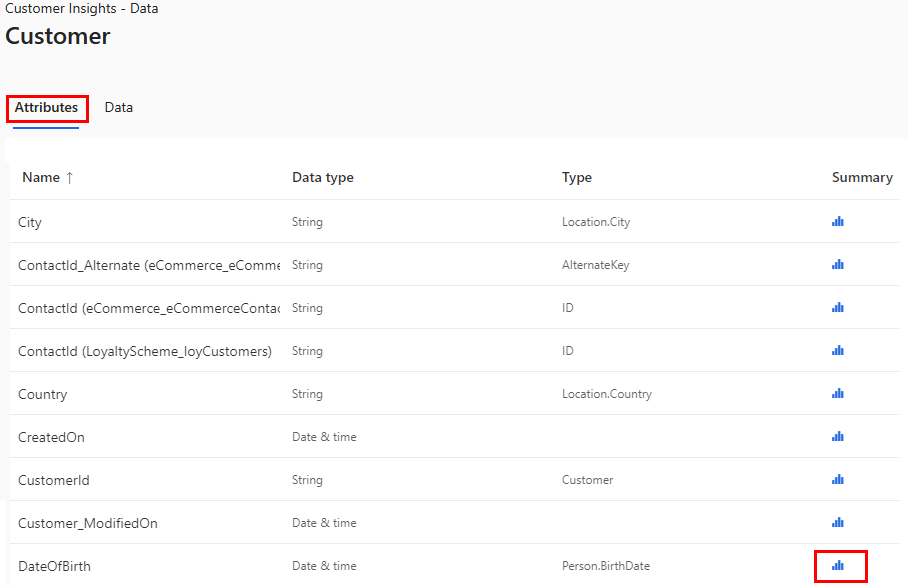 Customer Insights - Data
Customer
Attributes Data
Name ↑ Data type Type Summary
City String Location.City
ContactId_Alternate (eCommerce_eComme String AlternateKey
ContactId (eCommerce_eCommerceContac String ID
ContactId (LoyaltyScheme_loyCustomers) String ID
Country String Location.Country
CreatedOn Date & time
CustomerId String Customer
Customer_ModifiedOn Date & time
DateOfBirth Date & time Person.BirthDate